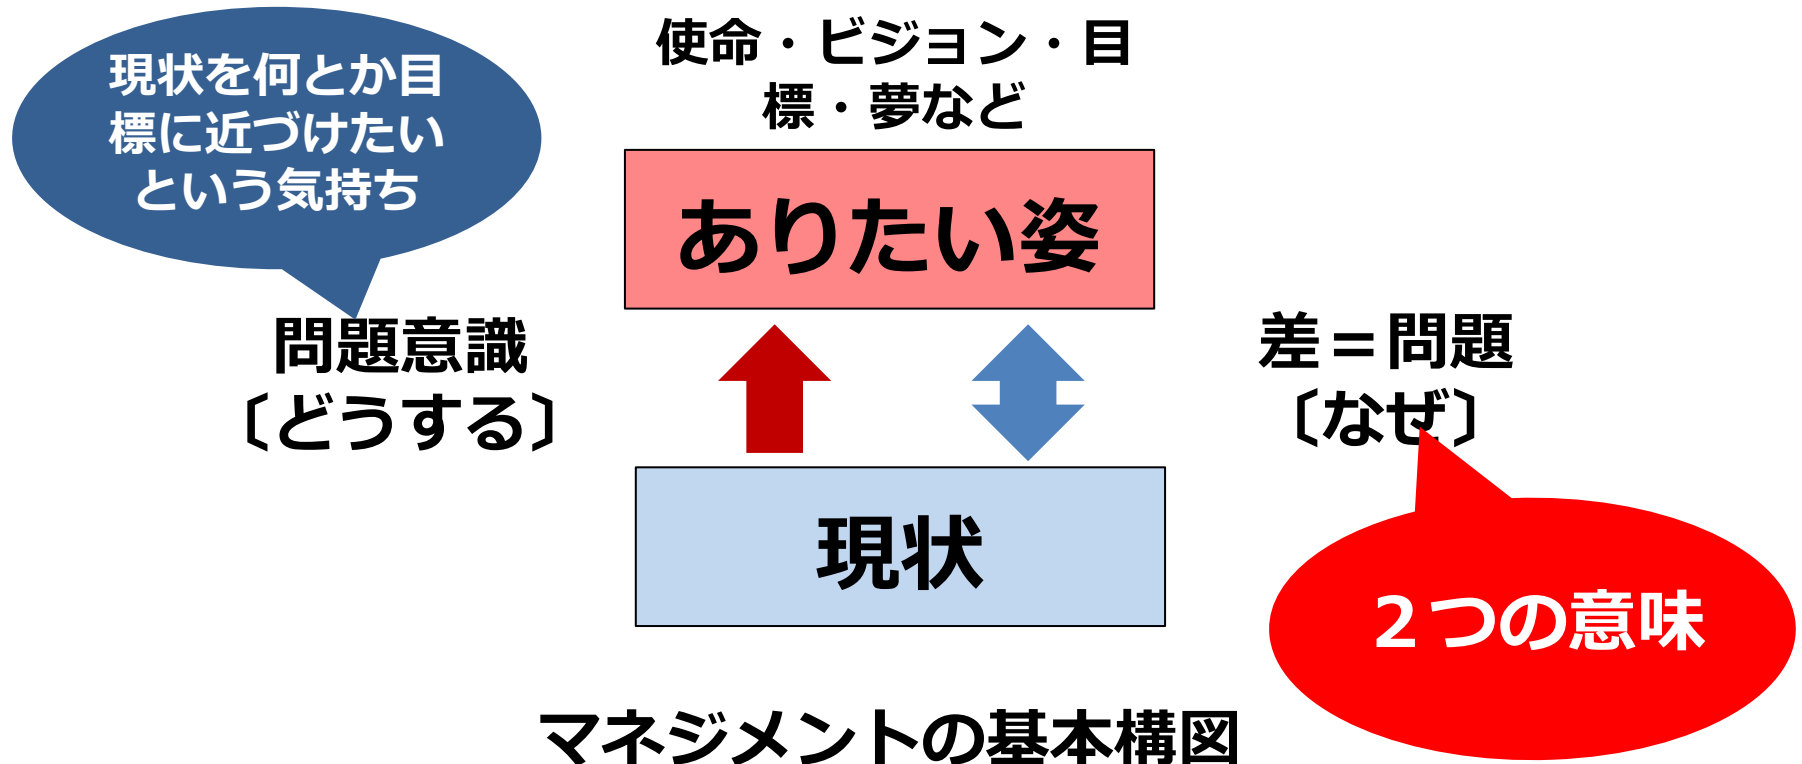 現状を何とか目
標に近づけたい
という気持ち
使命・ビジョン・目
標・夢など
ありたい姿
問題意識
〔どうする〕
差＝問題
〔なぜ〕
現状
２つの意味
マネジメントの基本構図